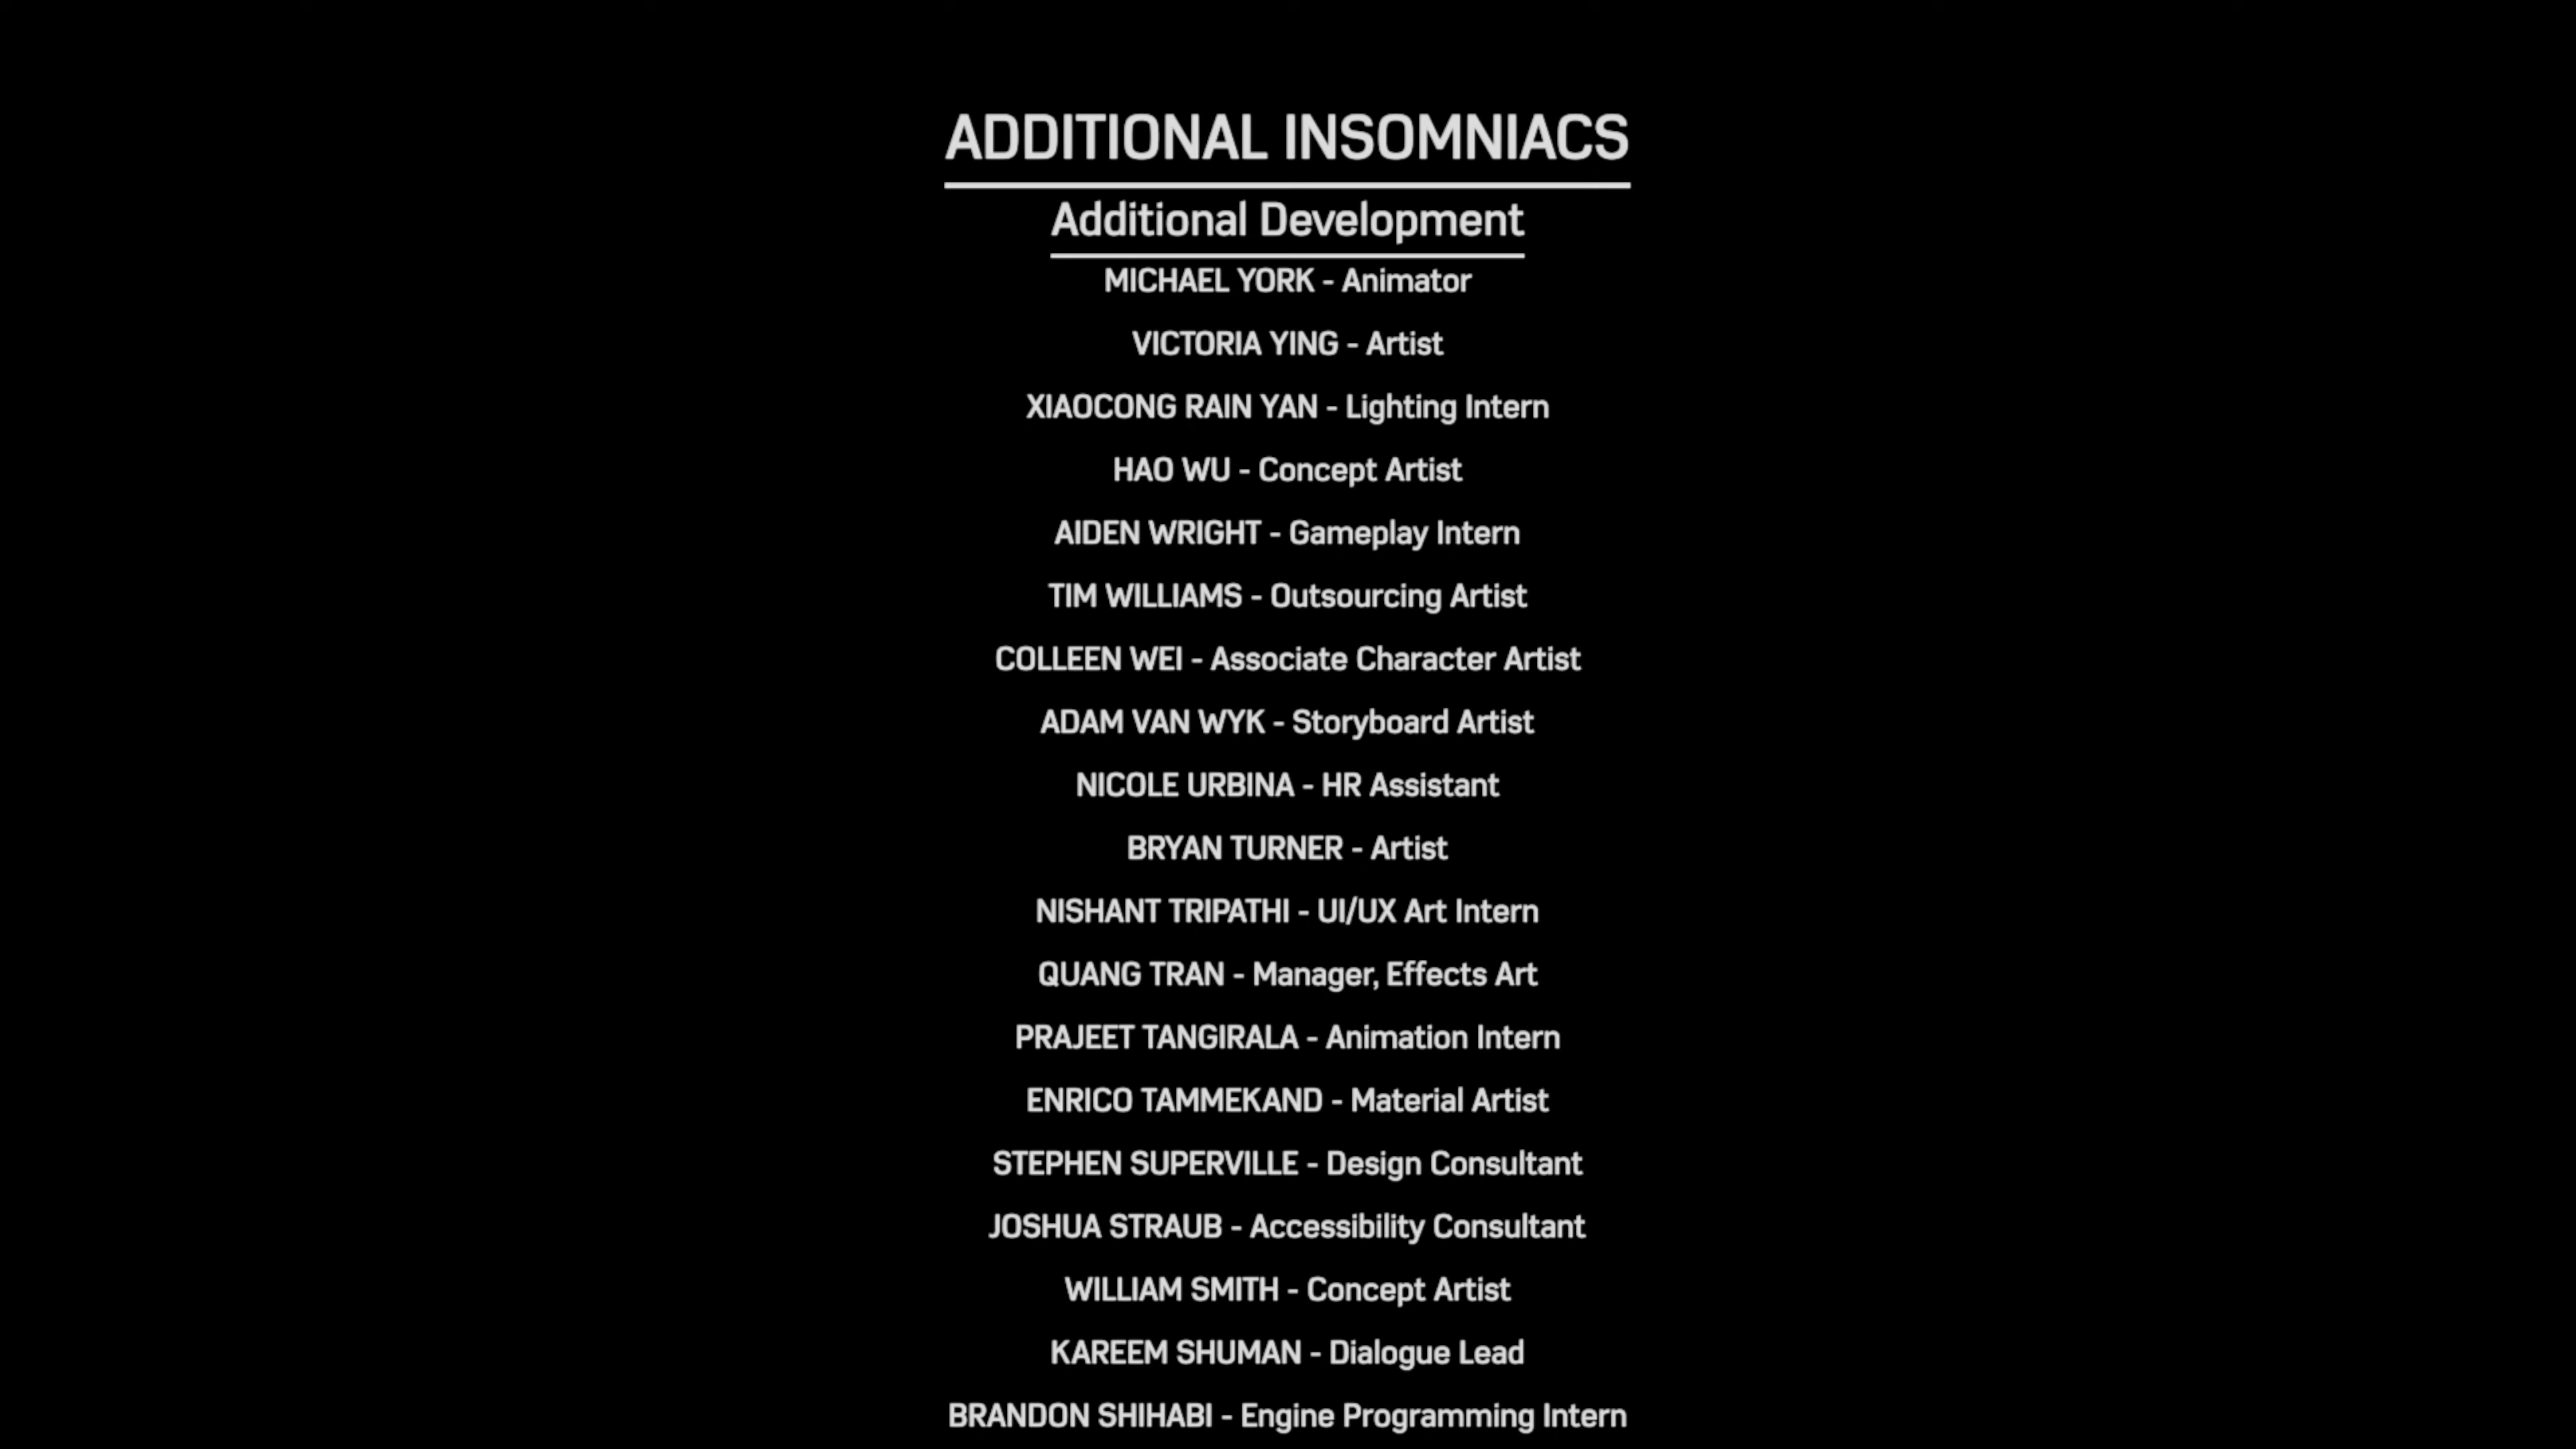 ADDITIONAL INSOMNIACS
Additional Development
MICHAEL YORK - Animator
VICTORIA YING - Artist
XIAOCONG RAIN YAN - Lighting Intern
HAO WU - Concept Artist
AIDEN WRIGHT - Gameplay Intern
TIM WILLIAMS - Outsourcing Artist
COLLEEN WEI - Associate Character Artist
ADAM VAN WYK - Storyboard Artist
NICOLE URBINA - HR Assistant
BRYAN TURNER - Artist
NISHANT TRIPATHI - UI/UX Art Intern
QUANG TRAN - Manager, Effects Art
PRAJEET TANGIRALA - Animation Intern
ENRICO TAMMEKAND - Material Artist
STEPHEN SUPERVILLE - Design Consultant
JOSHUA STRAUB - Accessibility Consultant
WILLIAM SMITH - Concept Artist
KAREEM SHUMAN - Dialogue Lead
BRANDON SHIHABI - Engine Programming Intern